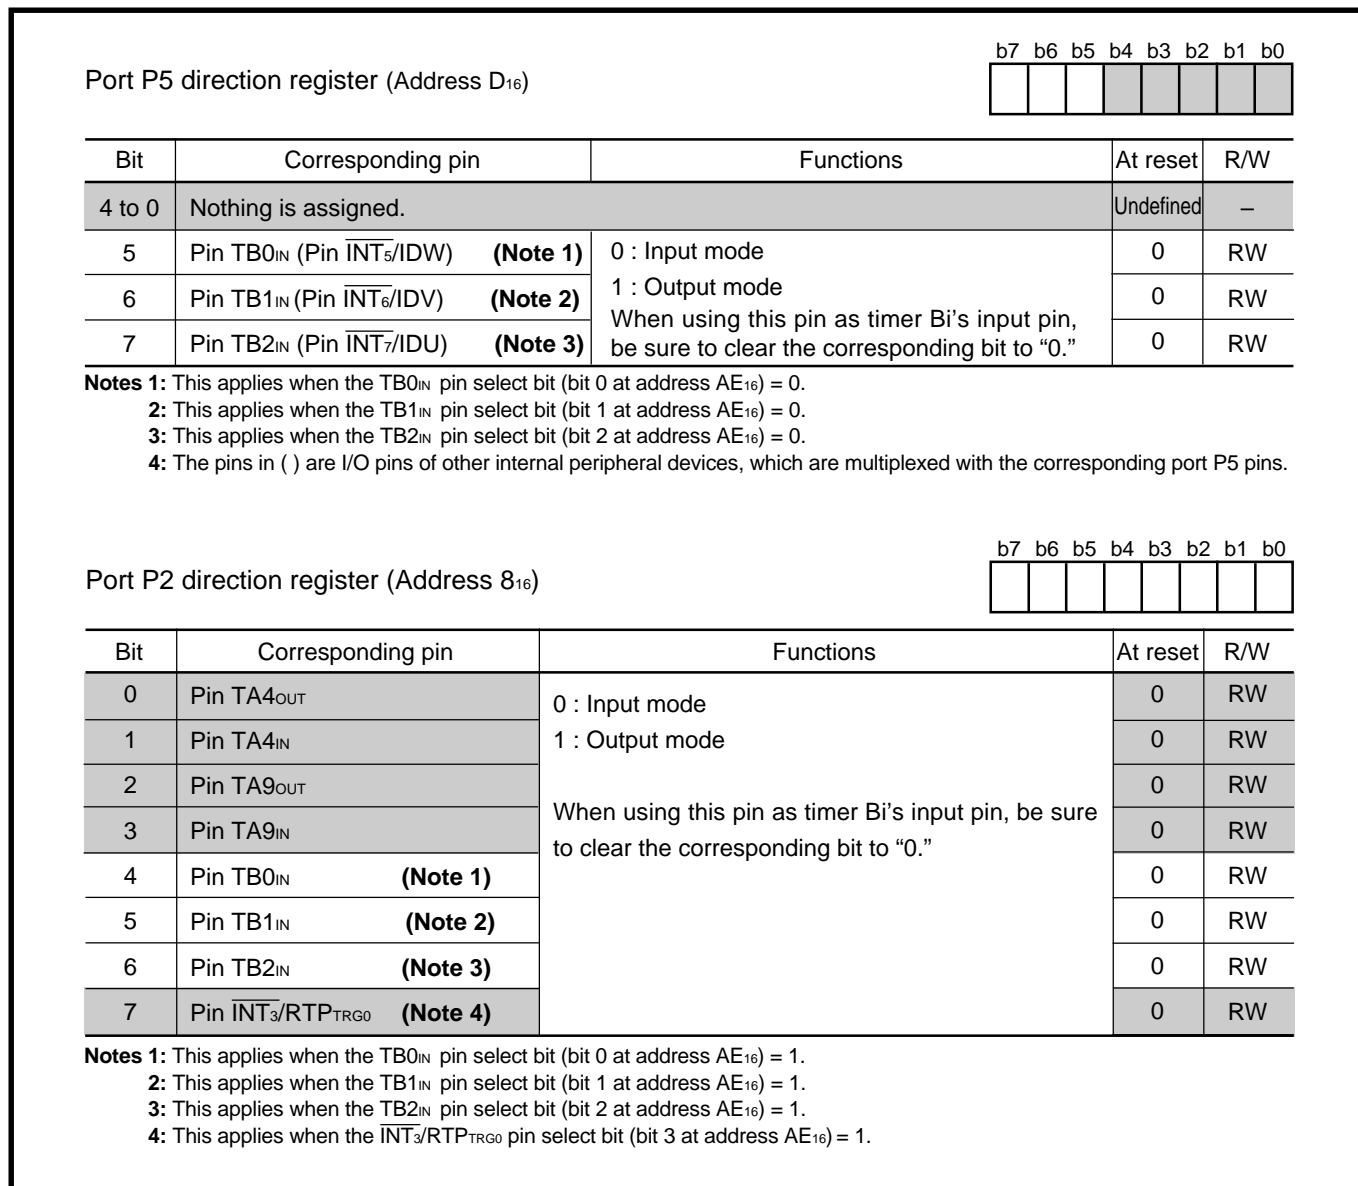 b7 b6 b5 b4 b3 b2 b1 b0
Port P5 direction register (Address D16)
Bit Corresponding pin Functions At reset R/W
4 to 0 Nothing is assigned. Undefined –
5 Pin TB0IN (Pin INT5/IDW) (Note 1) 0 : Input mode 0 RW
1 : Output mode
6 Pin TB1IN (Pin INT6/IDV) (Note 2) 0 RW
When using this pin as timer Bi’s input pin,
7 Pin TB2IN (Pin INT7/IDU) (Note 3) be sure to clear the corresponding bit to “0.” 0 RW
Notes 1: This applies when the TB0IN pin select bit (bit 0 at address AE16) = 0.
2: This applies when the TB1IN pin select bit (bit 1 at address AE16) = 0.
3: This applies when the TB2IN pin select bit (bit 2 at address AE16) = 0.
4: The pins in ( ) are I/O pins of other internal peripheral devices, which are multiplexed with the corresponding port P5 pins.
b7 b6 b5 b4 b3 b2 b1 b0
Port P2 direction register (Address 816)
Bit Corresponding pin Functions At reset R/W
0 Pin TA4OUT 0 : Input mode 0 RW
1 Pin TA4IN 1 : Output mode 0 RW
2 Pin TA9OUT 0 RW
When using this pin as timer Bi’s input pin, be sure
3 Pin TA9IN 0 RW
to clear the corresponding bit to “0.”
4 Pin TB0IN (Note 1) 0 RW
5 Pin TB1IN (Note 2) 0 RW
6 Pin TB2IN (Note 3) 0 RW
7 Pin INT3/RTPTRG0 (Note 4) 0 RW
Notes 1: This applies when the TB0IN pin select bit (bit 0 at address AE16) = 1.
2: This applies when the TB1IN pin select bit (bit 1 at address AE16) = 1.
3: This applies when the TB2IN pin select bit (bit 2 at address AE16) = 1.
4: This applies when the INT3/RTPTRG0 pin select bit (bit 3 at address AE16) = 1.